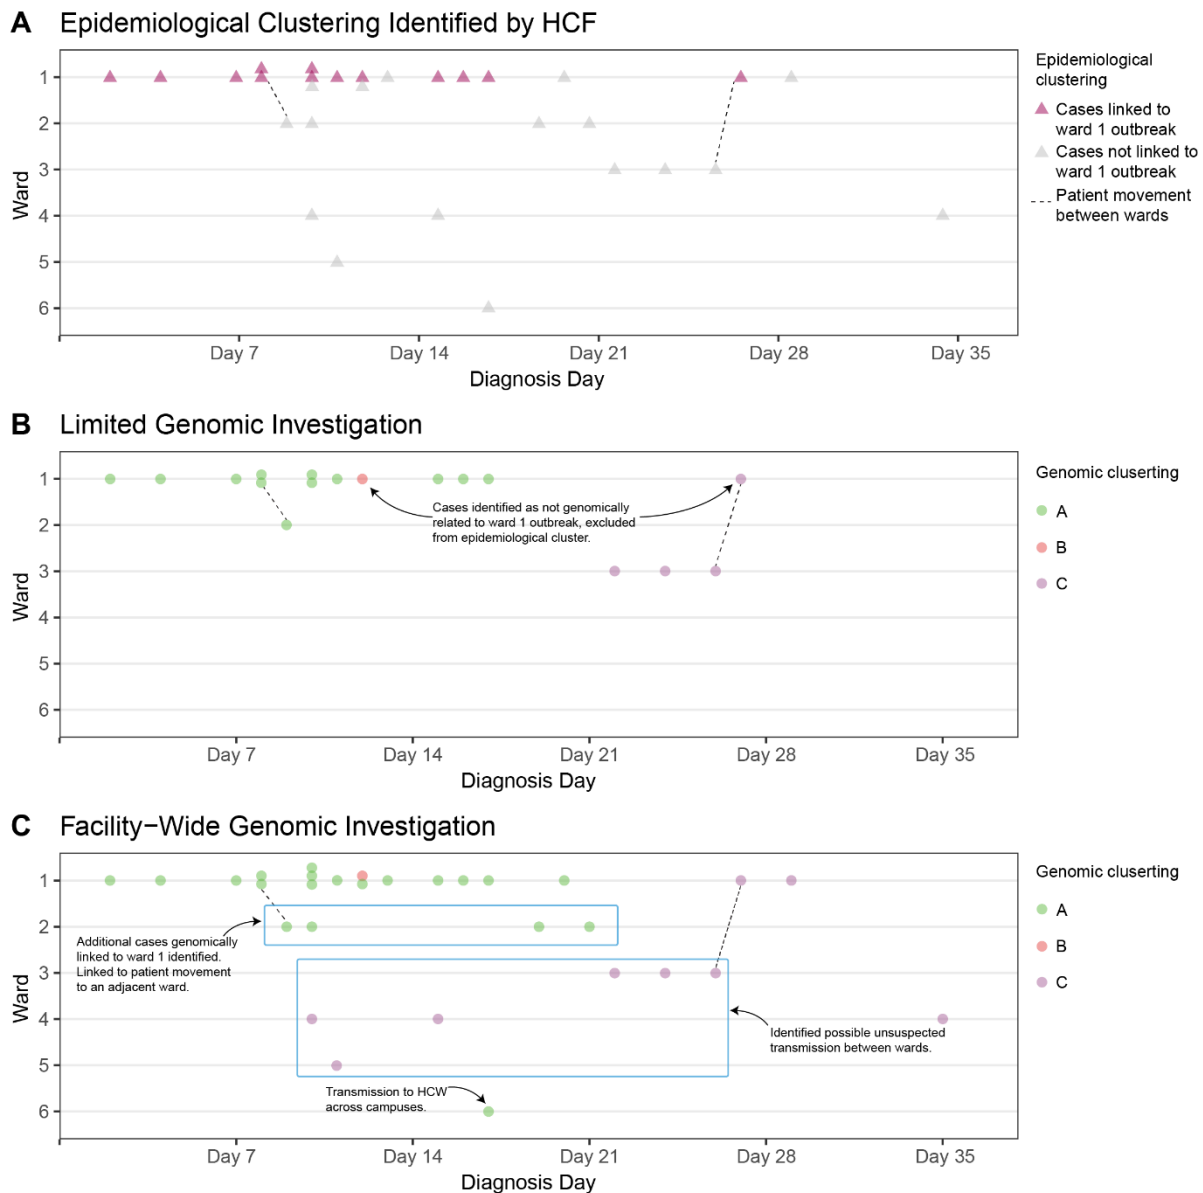 A Epidemiological Clustering Identified by HCF
Ward
1
2
3
4
5
6
Day 7 Day 14 Day 21 Day 28 Day 35
Diagnosis Day
Epidemiological
clustering
Cases linked to
ward 1 outbreak
Cases not linked to
ward 1 outbreak
Patient movement
between wards
B Limited Genomic Investigation
Ward
1
2
3
4
5
6
Cases identified as not genomically
related to ward 1 outbreak, excluded
from epidemiological cluster.
Day 7 Day 14 Day 21 Day 28 Day 35
Diagnosis Day
Genomic cluserting
A
B
C
C Facility-Wide Genomic Investigation
Ward
1
2
3
4
5
6
Additional cases genomically
linked to ward 1 identified.
Linked to patient movement
to an adjacent ward.
Identified possible unsuspected
transmission between wards.
Transmission to HCW
across campuses.
Day 7 Day 14 Day 21 Day 28 Day 35
Diagnosis Day
Genomic cluserting
A
B
C